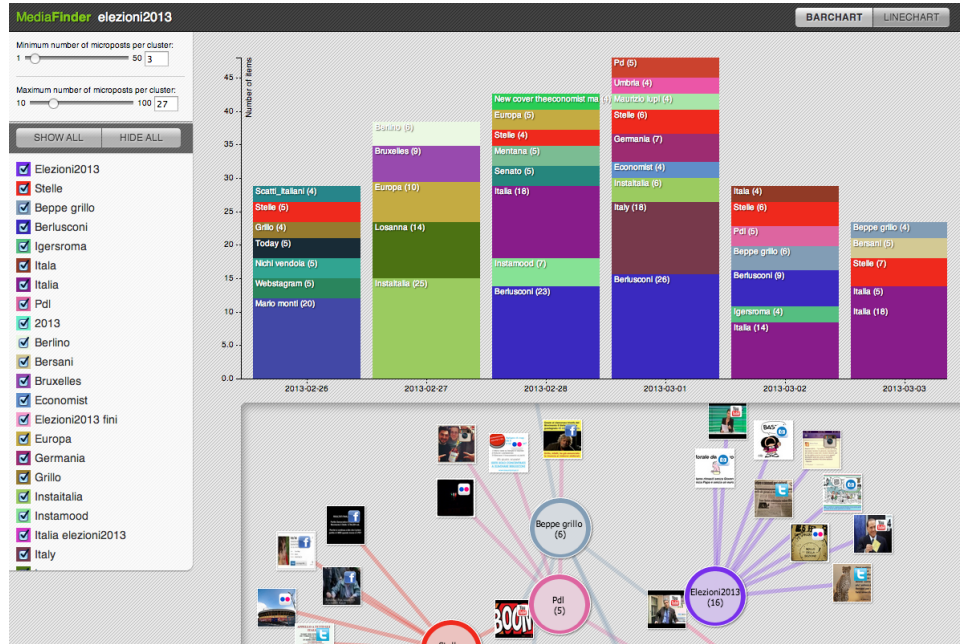 MediaFinder elezioni2013
BARCHART LINECHART
Minimum number of microposts per cluster:
1 50 3
Maximum number of microposts per cluster:
10 100 27
SHOW ALL HIDE ALL
Elezioni2013
Stelle
Beppe grillo
Berlusconi
Igersroma
Itala
Italia
Pdl
2013
Berlino
Bersani
Bruxelles
Economist
Elezioni2013 fini
Europa
Germania
Grillo
Instaitalia
Instamood
Italia elezioni2013
Italy
Number of items
45
40
35
30
25
20
15
10
5.0
0.0
Scatti_italiani (4)
Stelle (5)
Grillo (4)
Today (5)
Nichi vendola (5)
Webstagram (5)
Mario monti (20)
2013-02-26
Bruxelles (9)
Europa (10)
Losanna (14)
Instaitalia (25)
2013-02-27
New cover theeconomist ma
Europa (5)
Stelle (4)
Mentana (5)
Senato (5)
Italia (18)
Instamood (7)
Berlusconi (23)
2013-02-28
Pd (5)
Umbria (4)
Maurizio lupi (4)
Stelle (6)
Germania (7)
Economist (4)
Instaitalia (6)
Italy (18)
Berlusconi (26)
2013-03-01
Itala (4)
Stelle (6)
Pdl (5)
Beppe grillo (6)
Berlusconi (9)
Igersroma (4)
Italia (14)
2013-03-02
Beppe grillo (4)
Bersani (5)
Stelle (7)
Italia (5)
Italia (18)
2013-03-03
Beppe grillo
(6)
Pdl
(5)
Elezioni2013
(16)
BOOM